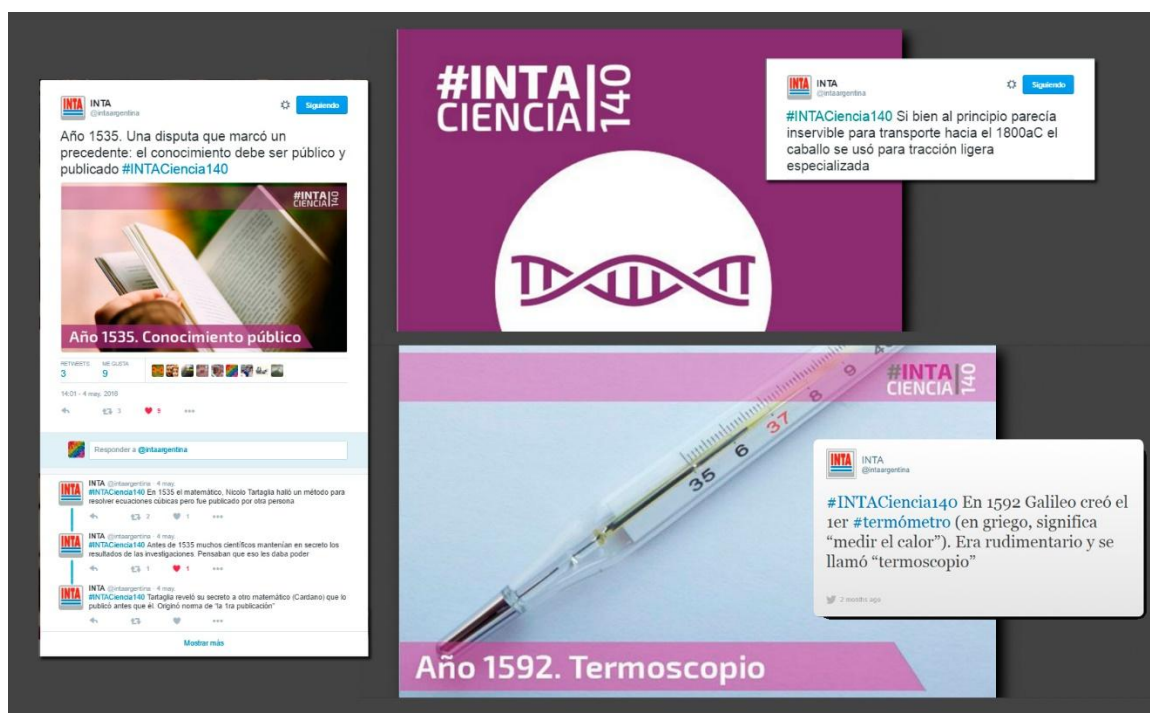 INTA
@intaargentina
Siguiendo
Año 1535. Una disputa que marcó un
precedente: el conocimiento debe ser público y
publicado #INTACiencia140
#INTA
CIENCIA 140
Año 1535. Conocimiento público
RETWEETS
ME GUSTA
3
9
14:01 - 4 may. 2016
3
9
Responder a @intaargentina
INTA @intaargentina · 4 may.
#INTACiencia140 En 1535 el matemático, Nicolo Tartaglia halló un método para
resolver ecuaciones cúbicas pero fue publicado por otra persona
2
1
INTA @intaargentina · 4 may.
#INTACiencia140 Antes de 1535 muchos científicos mantenían en secreto los
resultados de las investigaciones. Pensaban que eso les daba poder
1
1
INTA @intaargentina · 4 may.
#INTACiencia140 Tartaglia reveló su secreto a otro matemático (Cardano) que lo
publicó antes que él. Originó norma de "la 1ra publicación"
Mostrar más
#INTA
CIENCIA 140
INTA
@intaargentina
Siguiendo
#INTACiencia140 Si bien al principio parecía
inservible para transporte hacia el 1800aC el
caballo se usó para tracción ligera
especializada
#INTA
CIENCIA 140
35 6 37 8 9 40
Año 1592. Termoscopio
INTA
@intaargentina
#INTACiencia140 En 1592 Galileo creó el
1er #termómetro (en griego, significa
“medir el calor”). Era rudimentario y se
llamó “termoscopio”
2 months ago